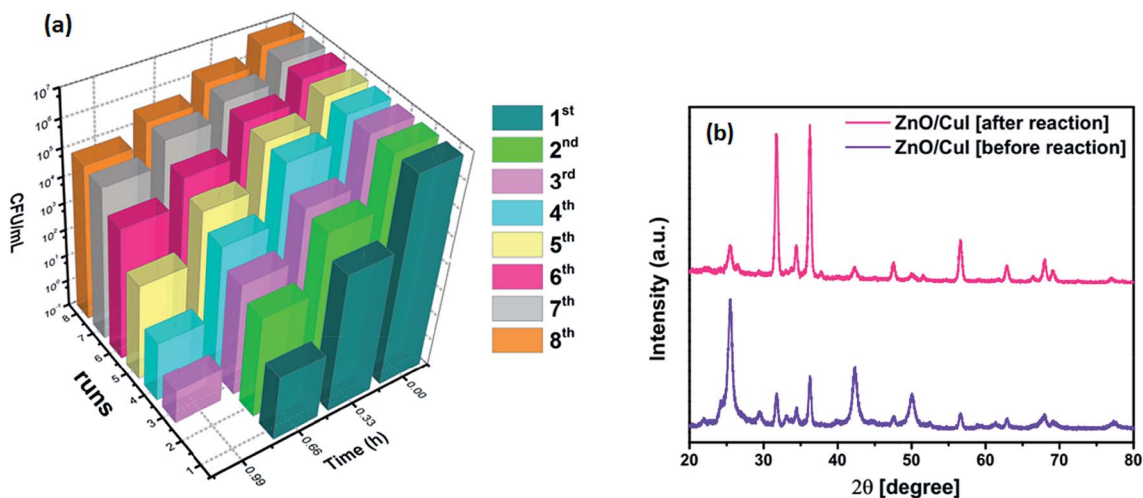 (a)
10⁷
10⁶
10⁵
10⁴
10³
10²
10¹
10⁰
10⁻¹
CFU/mL
8
7
6
5
4
3
2
1
runs
0.99
0.66
0.33
0.00
Time (h)
1ˢᵗ
2ⁿᵈ
3ʳᵈ
4ᵗʰ
5ᵗʰ
6ᵗʰ
7ᵗʰ
8ᵗʰ
(b)
ZnO/CuI [after reaction]
ZnO/CuI [before reaction]
Intensity (a.u.)
20 30 40 50 60 70 80
2θ [degree]